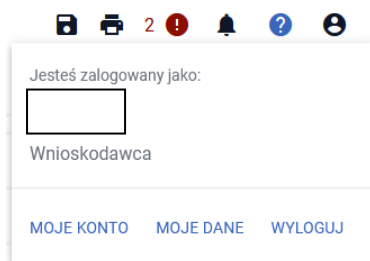 2
Jesteś zalogowany jako:
Wnioskodawca
MOJE KONTO MOJE DANE WYLOGUJ